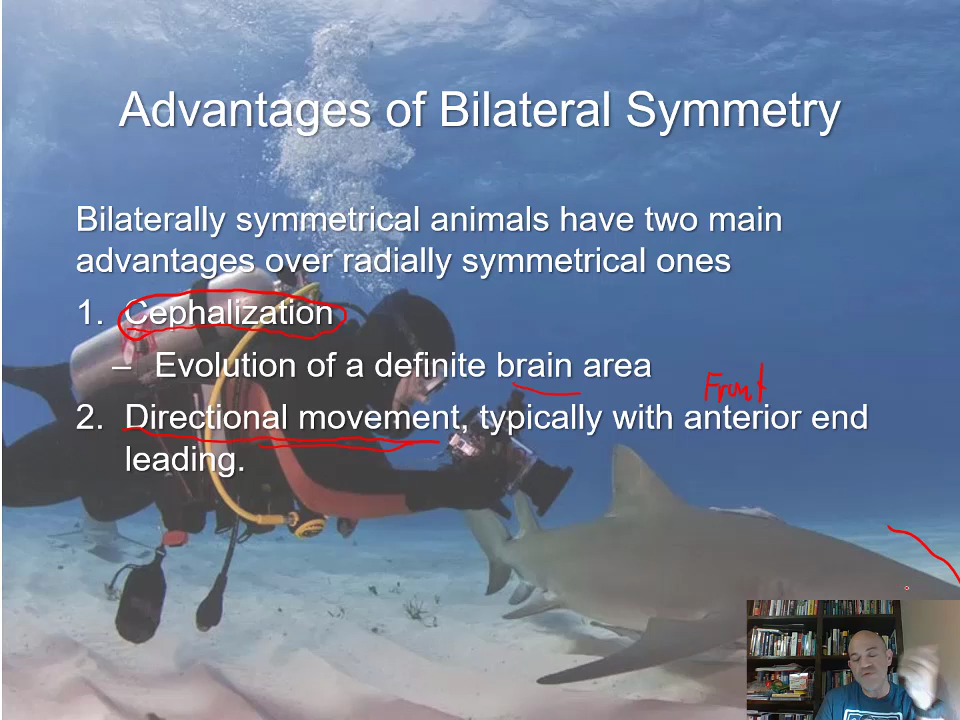 Advantages of Bilateral Symmetry
Bilaterally symmetrical animals have two main
advantages over radially symmetrical ones
1. Cephalization
– Evolution of a definite brain area
Front
2. Directional movement, typically with anterior end
leading.